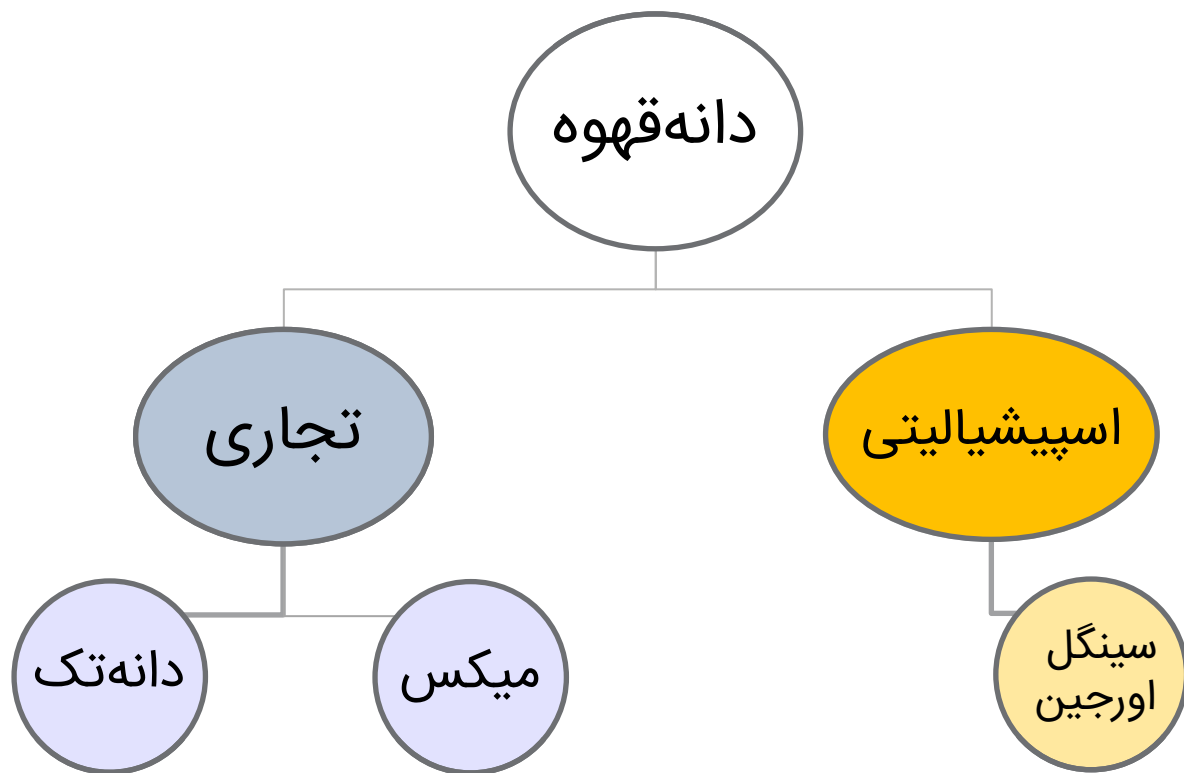 دانه‌قهوه
اسپیشیالیتی
تجاری
سینگل
اورجین
میکس
دانه‌تک